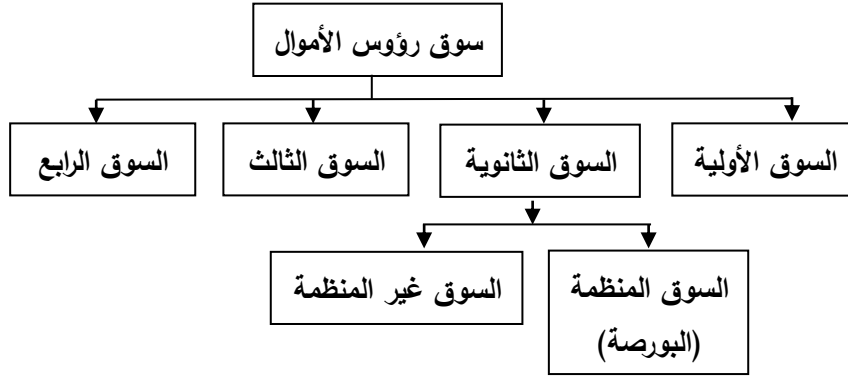 سوق رؤوس الأموال
السوق الأولية
السوق الثانوية
السوق الثالث
السوق الرابع
السوق المنظمة
(البورصة)
السوق غير المنظمة